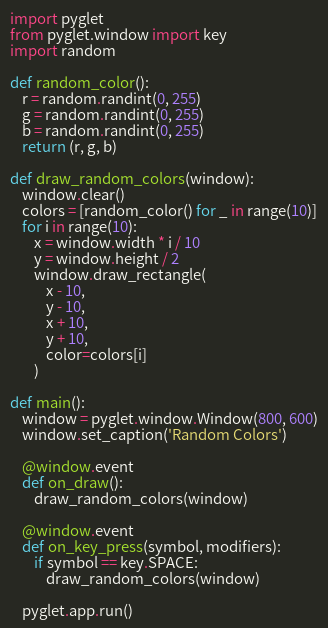 import pyglet
from pyglet.window import key
import random

def random_color():
    r = random.randint(0, 255)
    g = random.randint(0, 255)
    b = random.randint(0, 255)
    return (r, g, b)

def draw_random_colors(window):
    window.clear()
    colors = [random_color() for _ in range(10)]
    for i in range(10):
        x = window.width * i / 10
        y = window.height / 2
        window.draw_rectangle(
            x - 10,
            y - 10,
            x + 10,
            y + 10,
            color=colors[i]
        )

def main():
    window = pyglet.window.Window(800, 600)
    window.set_caption('Random Colors')

    @window.event
    def on_draw():
        draw_random_colors(window)

    @window.event
    def on_key_press(symbol, modifiers):
        if symbol == key.SPACE:
            draw_random_colors(window)

    pyglet.app.run()